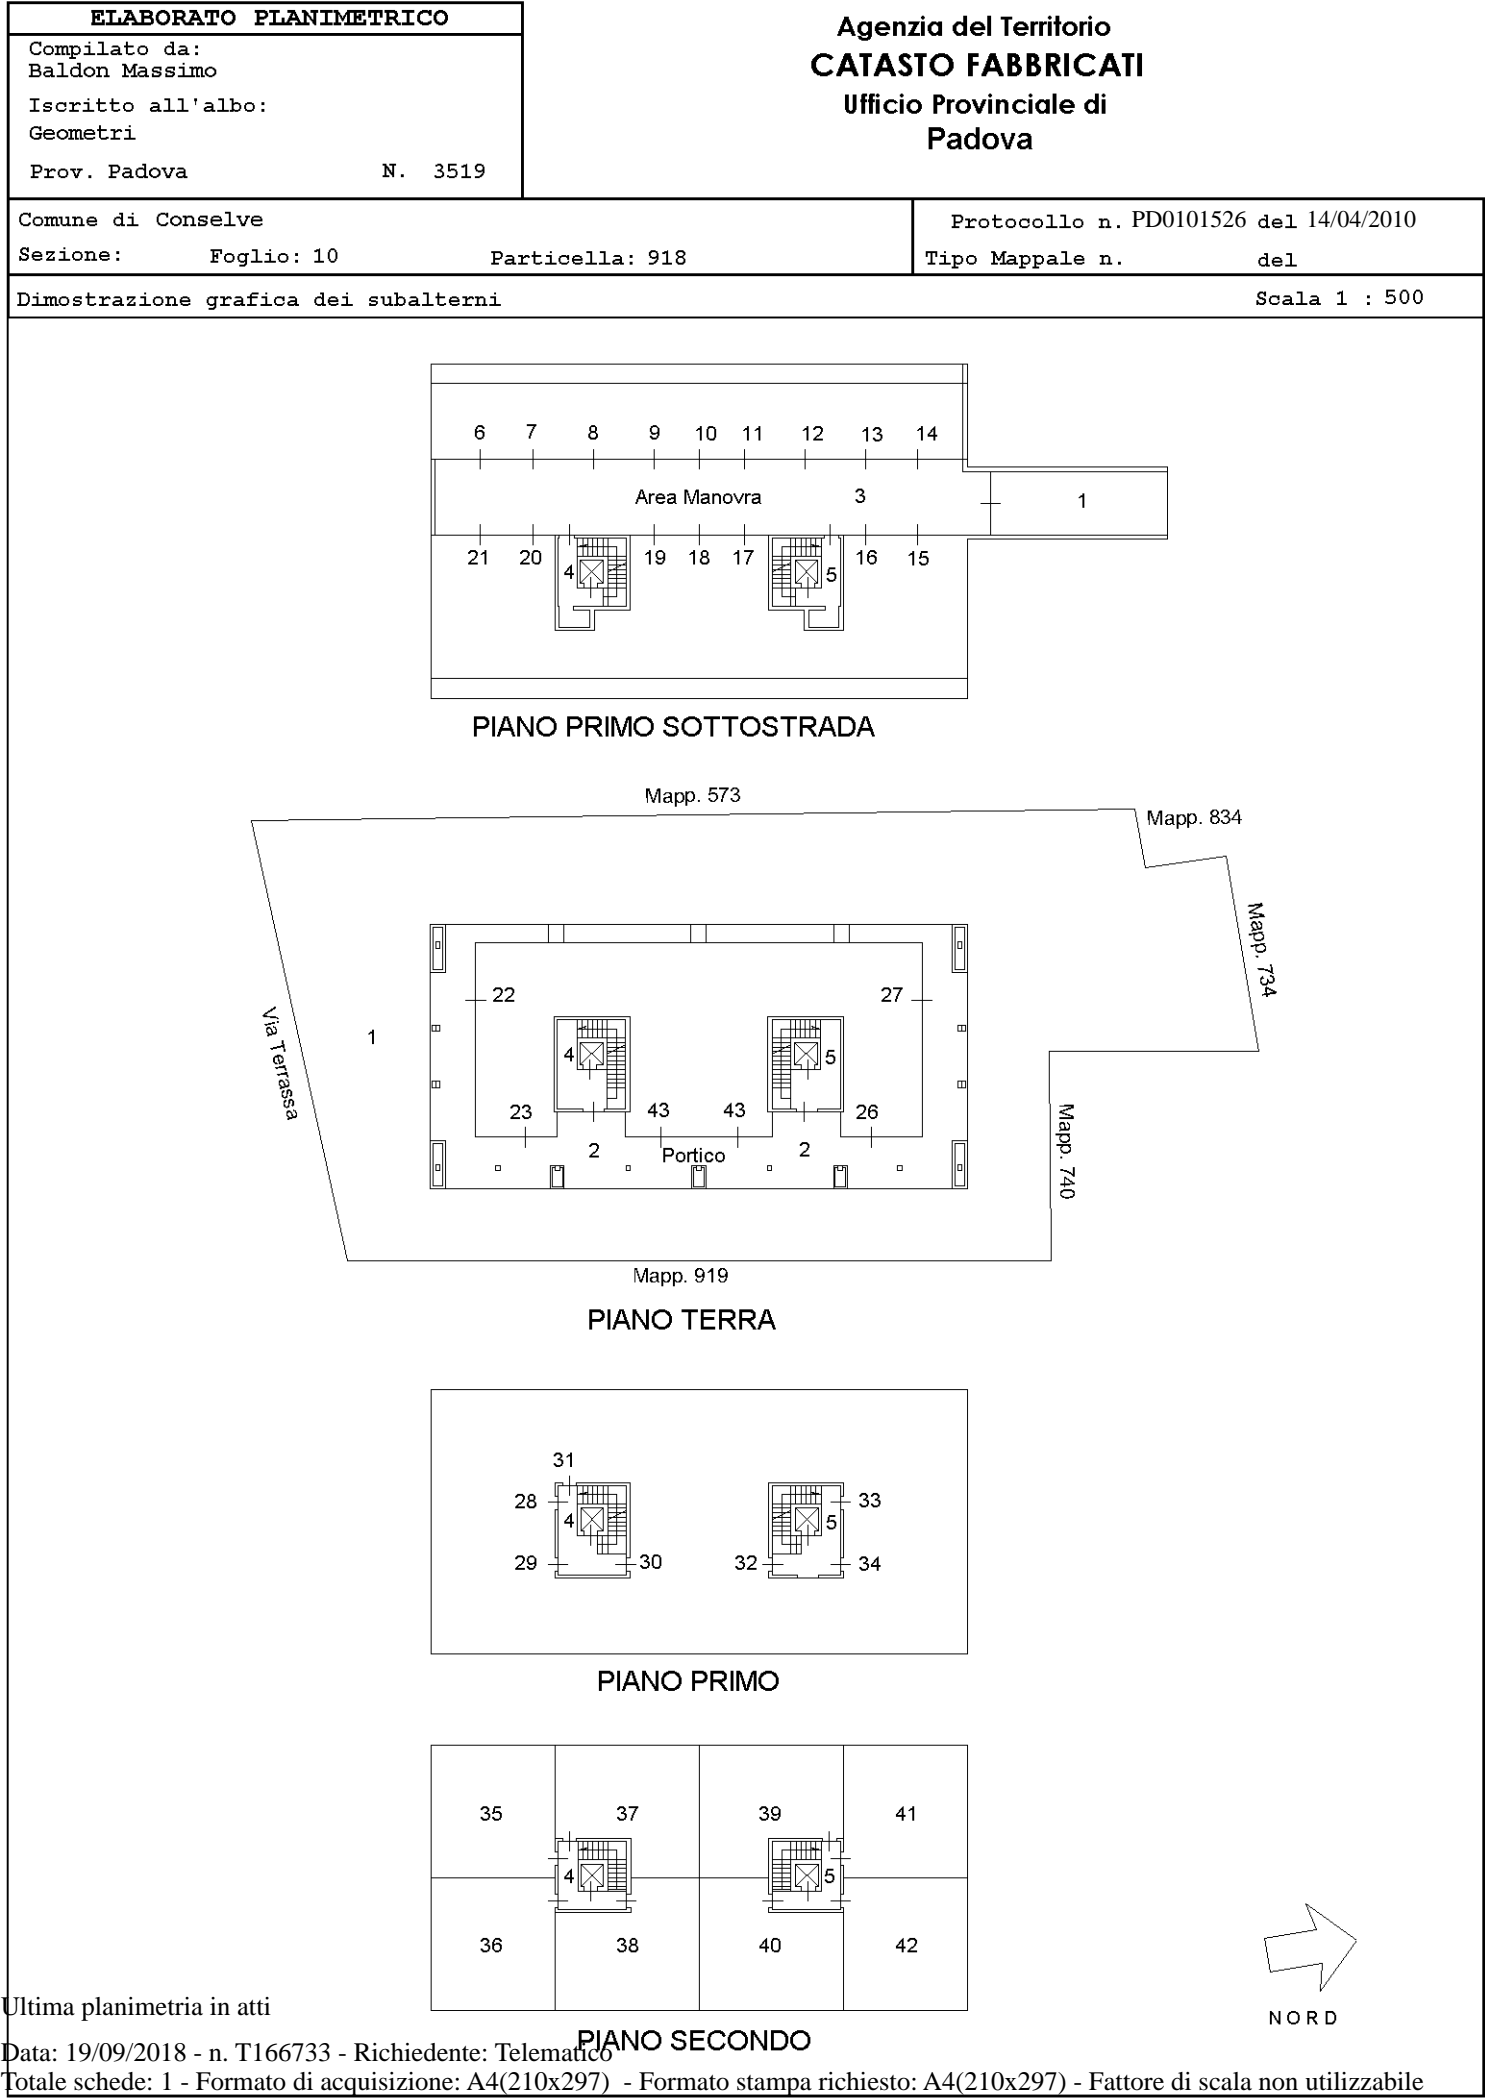 ELABORATO PLANIMETRICO
Compilato da:
Baldon Massimo
Iscritto all'albo:
Geometri
Prov. Padova N. 3519
Agenzia del Territorio
CATASTO FABBRICATI
Ufficio Provinciale di
Padova
Comune di Conselve
Sezione: Foglio: 10 Particella: 918
Protocollo n. PD0101526 del 14/04/2010
Tipo Mappale n. del
Dimostrazione grafica dei subalterni Scala 1 : 500
6 7 8 9 10 11 12 13 14
Area Manovra 3 1
21 20 4 19 18 17 5 16 15
PIANO PRIMO SOTTOSTRADA
Mapp. 573
Mapp. 834
Mapp. 734
22 27
Via Terrassa
1
4 5
23 43 43 26
2 Portico 2
Mapp. 740
Mapp. 919
PIANO TERRA
31
28 33
4 5
29 30 32 34
PIANO PRIMO
35 37 39 41
4 5
36 38 40 42
NORD
PIANO SECONDO
Ultima planimetria in atti
Data: 19/09/2018 - n. T166733 - Richiedente: Telematico
Totale schede: 1 - Formato di acquisizione: A4(210x297) - Formato stampa richiesto: A4(210x297) - Fattore di scala non utilizzabile